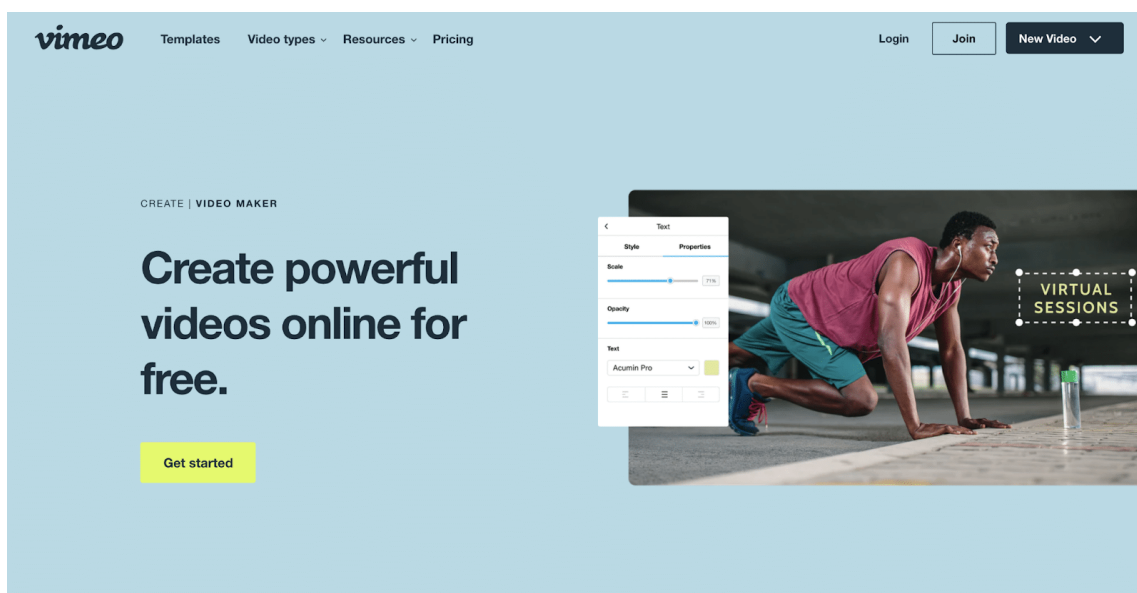 vimeo
Templates Video types Resources Pricing
Login Join New Video
CREATE | VIDEO MAKER
Create powerful
videos online for
free.
Get started
Text
Style Properties
Scale
71%
Opacity
100%
Text
Acumin Pro
VIRTUAL
SESSIONS